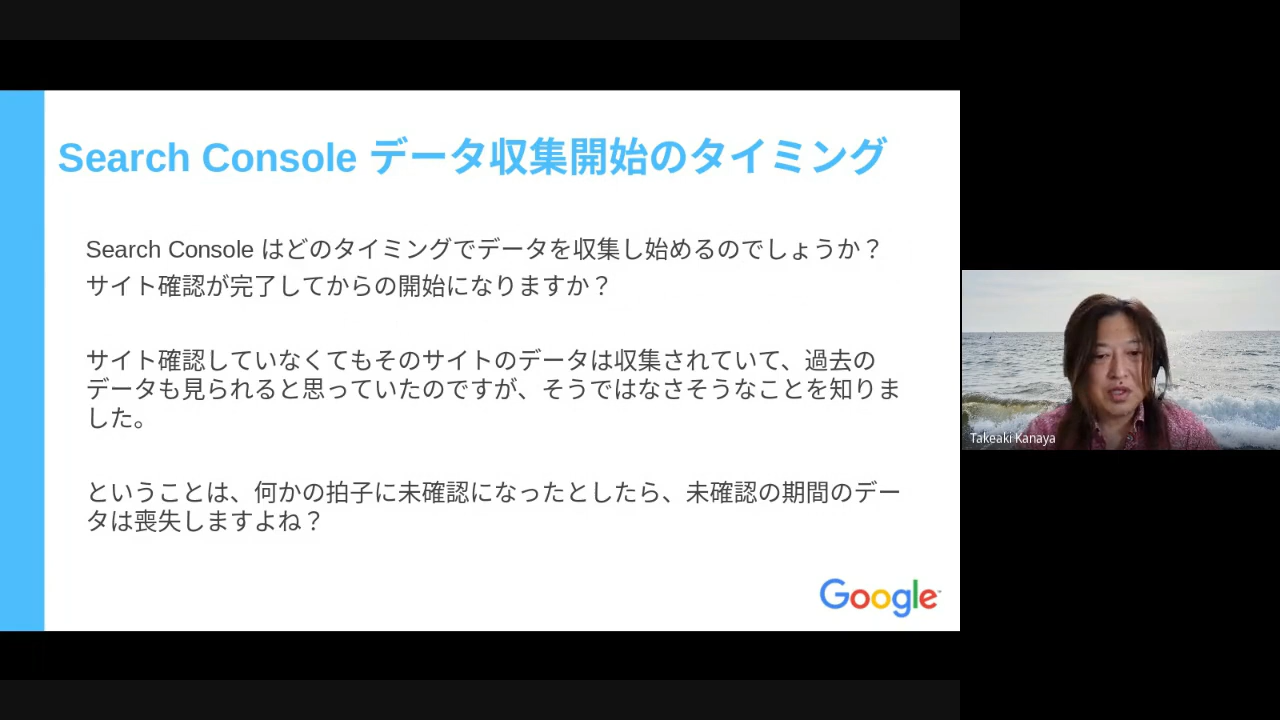 Search Console データ収集開始のタイミング
Search Console はどのタイミングでデータを収集し始めるのでしょうか？
サイト確認が完了してからの開始になりますか？
サイト確認していなくてもそのサイトのデータは収集されていて、過去の
データも見られると思っていたのですが、そうではなさそうなことを知りま
した。
ということは、何かの拍子に未確認になったとしたら、未確認の期間のデー
タは喪失しますよね？
Google
Takeaki Kanaya